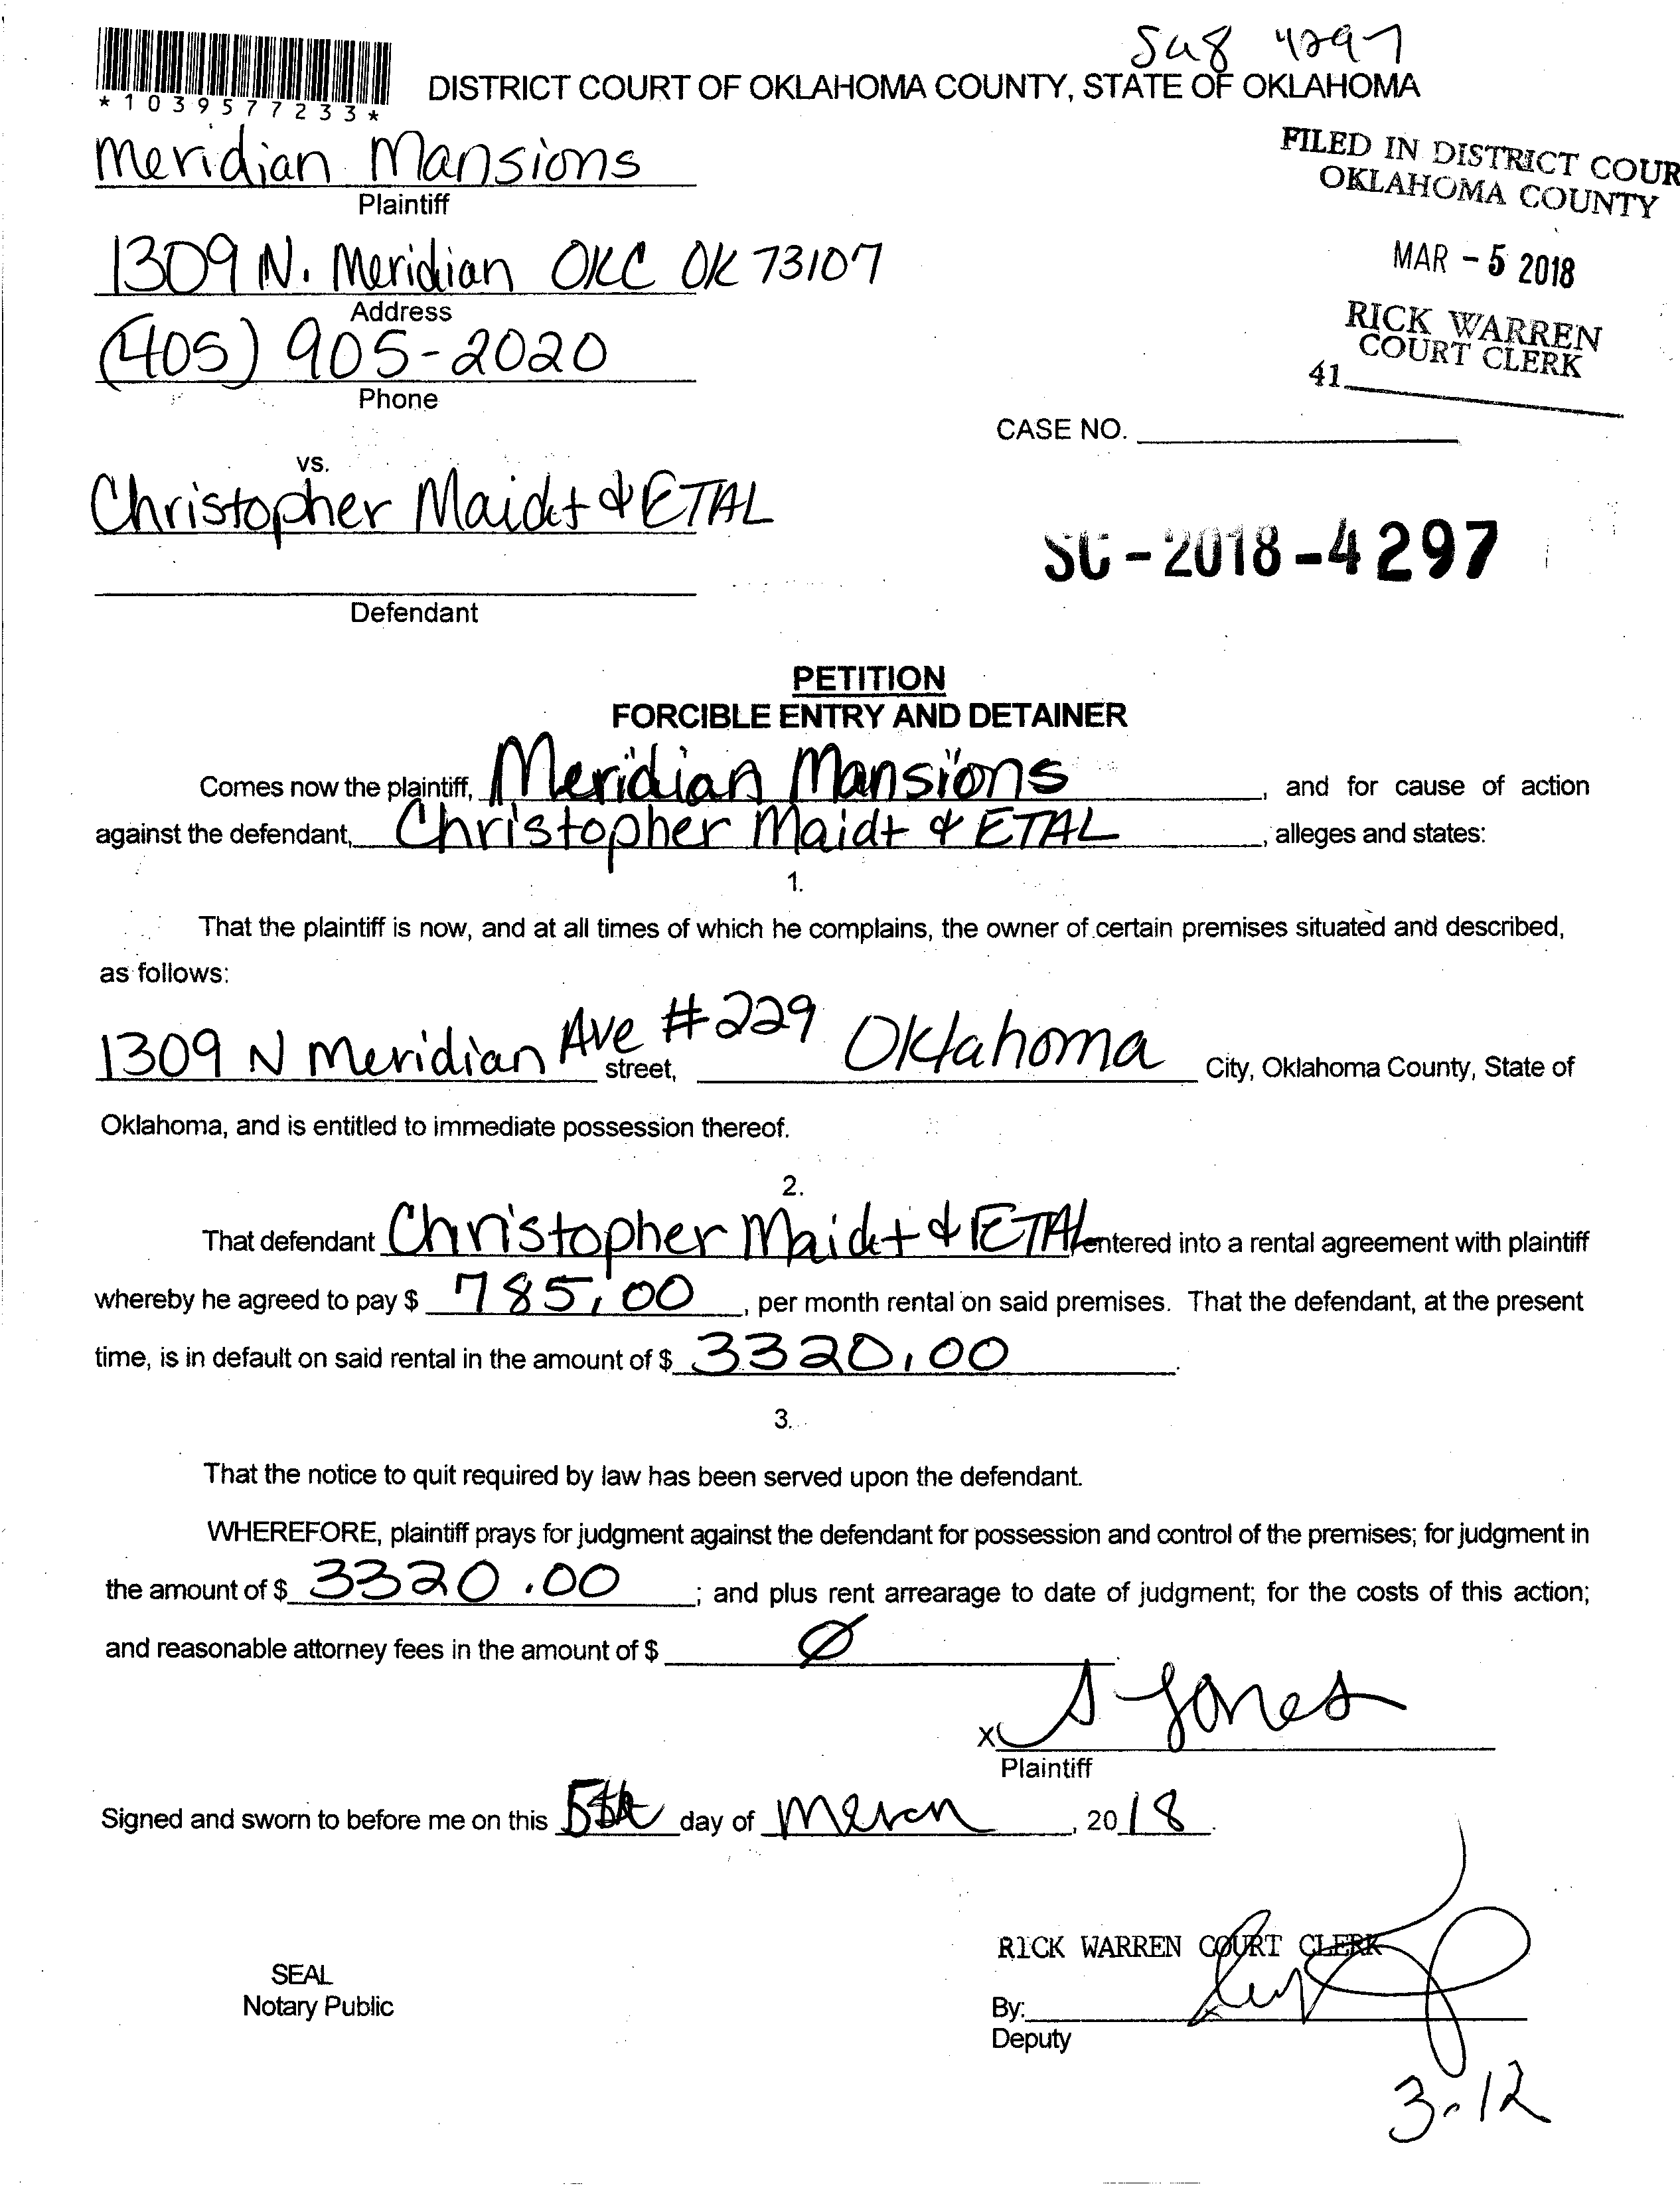 Su8 4297
*1039577233*
DISTRICT COURT OF OKLAHOMA COUNTY, STATE OF OKLAHOMA
Meridian Mansions
Plaintiff
FILED IN DISTRICT COUR
OKLAHOMA COUNTY
1309 N. Meridian OKC OK 73107
Address
MAR - 5 2018
(405) 905-2020
Phone
RICK WARREN
COURT CLERK
41
CASE NO.
vs.
Christopher Maidt & ETAL
SC-2018-4297
Defendant
PETITION
FORCIBLE ENTRY AND DETAINER
Comes now the plaintiff, Meridian Mansions, and for cause of action
against the defendant, Christopher Maidt & ETAL, alleges and states:
1.
That the plaintiff is now, and at all times of which he complains, the owner of certain premises situated and described,
as follows:
1309 N Meridian Ave #229 street, Oklahoma City, Oklahoma County, State of
Oklahoma, and is entitled to immediate possession thereof.
2.
That defendant Christopher Maidt & ETAL entered into a rental agreement with plaintiff
whereby he agreed to pay $ 785.00, per month rental on said premises. That the defendant, at the present
time, is in default on said rental in the amount of $ 3320.00.
3.
That the notice to quit required by law has been served upon the defendant.
WHEREFORE, plaintiff prays for judgment against the defendant for possession and control of the premises; for judgment in
the amount of $ 3320.00; and plus rent arrearage to date of judgment; for the costs of this action;
and reasonable attorney fees in the amount of $ Ø.
x S Jones
Plaintiff
Signed and sworn to before me on this 5th day of March, 2018.
RICK WARREN COURT CLERK
SEAL
Notary Public
By:
Deputy
3-12